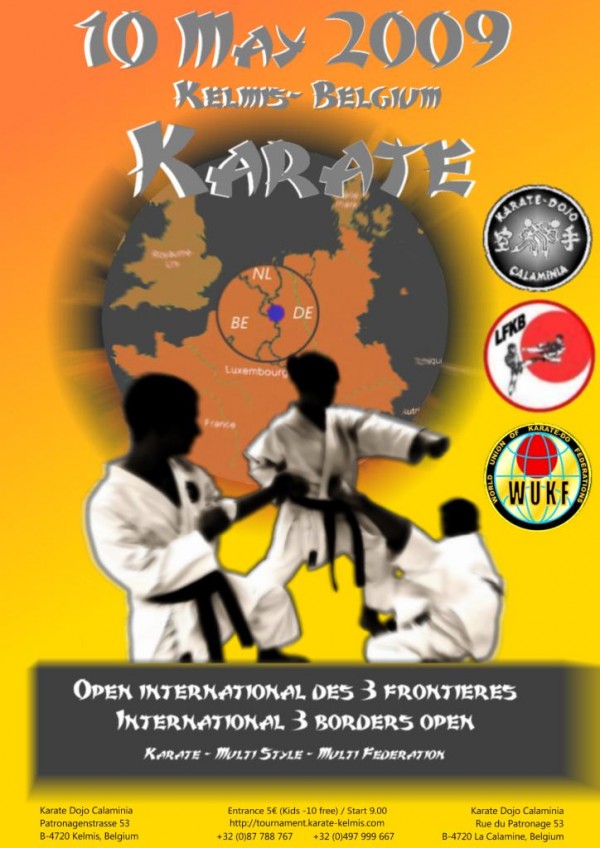 10 May 2009
Kelmis- Belgium
Karate
Royaume-
Uni
NL
BE
DE
Luxembourg
France
KARATE-DOJO
空 手
CALAMINIA
LFKB
WORLD UNION OF KARATE-DO FEDERATIONS
WUKF
Open international des 3 frontieres
International 3 borders open
Karate - Multi Style - Multi Federation
Karate Dojo Calaminia
Patronagenstrasse 53
B-4720 Kelmis, Belgium
Entrance 5€ (Kids -10 free) / Start 9.00
http://tournament.karate-kelmis.com
+32 (0)87 788 767 +32 (0)497 999 667
Karate Dojo Calaminia
Rue du Patronage 53
B-4720 La Calamine, Belgium